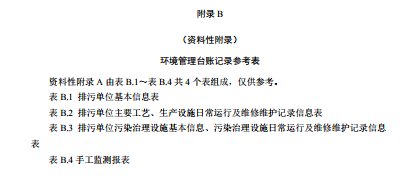 附录 B
（资料性附录）
环境管理台账记录参考表
资料性附录 A 由表 B.1～表 B.4 共 4 个表组成，仅供参考。
表 B.1 排污单位基本信息表
表 B.2 排污单位主要工艺、生产设施日常运行及维修维护记录信息表
表 B.3 排污单位污染治理设施基本信息、污染治理设施日常运行及维修维护记录信息
表
表 B.4 手工监测报表